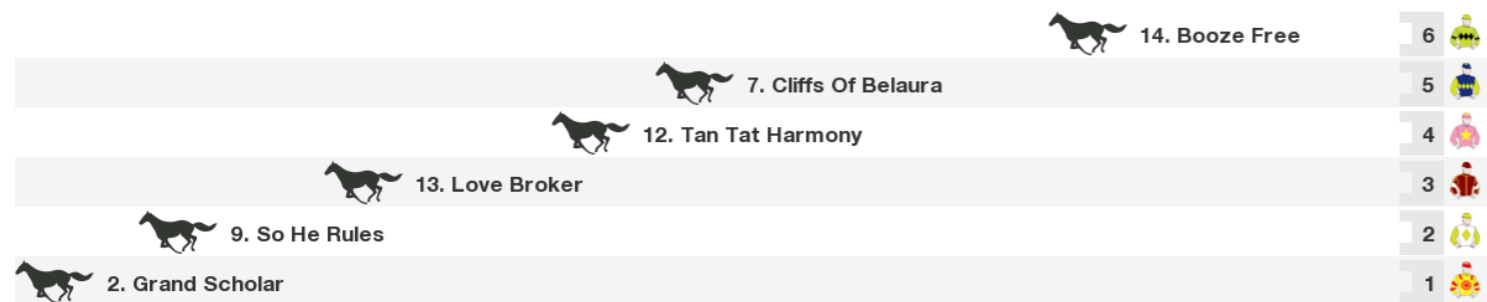 14. Booze Free 6
7. Cliffs Of Belaura 5
12. Tan Tat Harmony 4
13. Love Broker 3
9. So He Rules 2
2. Grand Scholar 1